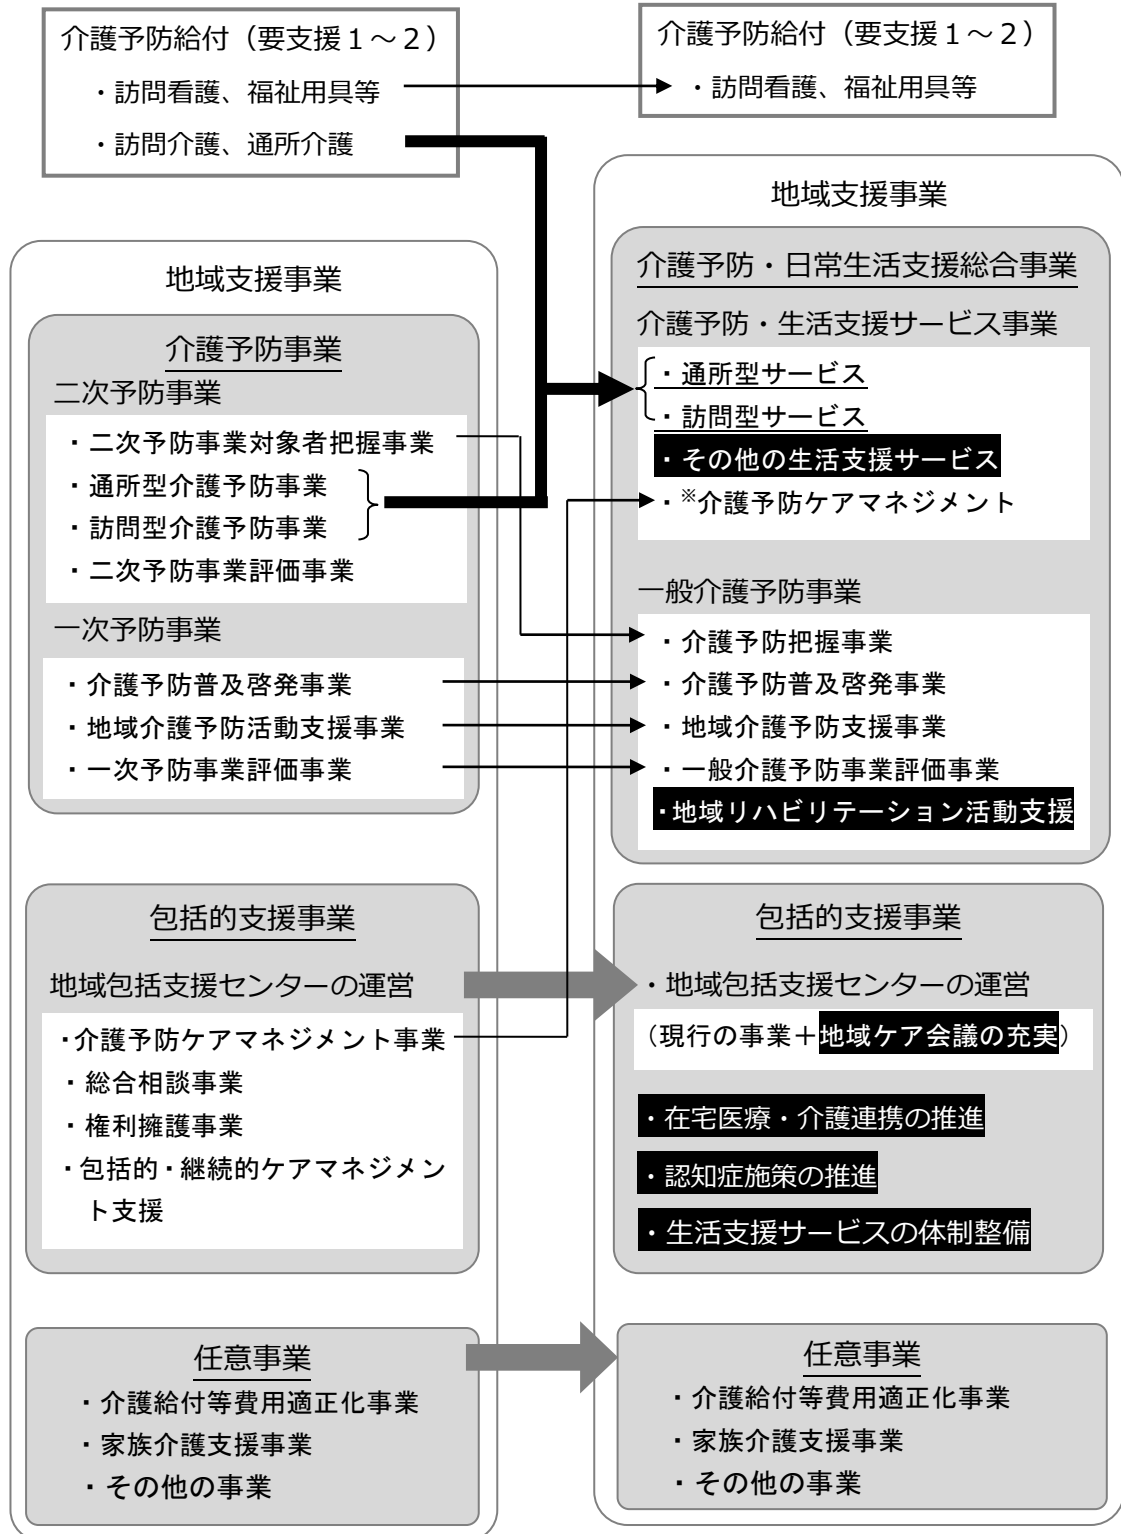 介護予防給付（要支援１～２）
・訪問看護、福祉用具等
・訪問介護、通所介護
地域支援事業
介護予防事業
二次予防事業
・二次予防事業対象者把握事業
・通所型介護予防事業
・訪問型介護予防事業
・二次予防事業評価事業
一次予防事業
・介護予防普及啓発事業
・地域介護予防活動支援事業
・一次予防事業評価事業
包括的支援事業
地域包括支援センターの運営
・介護予防ケアマネジメント事業
・総合相談事業
・権利擁護事業
・包括的・継続的ケアマネジメン
ト支援
任意事業
・介護給付等費用適正化事業
・家族介護支援事業
・その他の事業
介護予防給付（要支援１～２）
・訪問看護、福祉用具等
地域支援事業
介護予防・日常生活支援総合事業
介護予防・生活支援サービス事業
・通所型サービス
・訪問型サービス
・その他の生活支援サービス
・※介護予防ケアマネジメント
一般介護予防事業
・介護予防把握事業
・介護予防普及啓発事業
・地域介護予防支援事業
・一般介護予防事業評価事業
・地域リハビリテーション活動支援
包括的支援事業
・地域包括支援センターの運営
（現行の事業＋地域ケア会議の充実）
・在宅医療・介護連携の推進
・認知症施策の推進
・生活支援サービスの体制整備
任意事業
・介護給付等費用適正化事業
・家族介護支援事業
・その他の事業